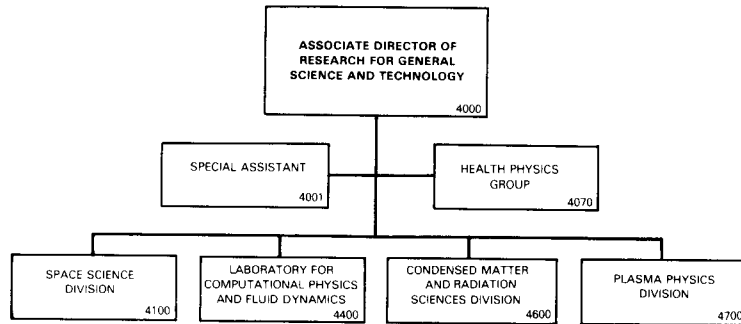 ASSOCIATE DIRECTOR OF
RESEARCH FOR GENERAL
SCIENCE AND TECHNOLOGY
4000
SPECIAL ASSISTANT
4001
HEALTH PHYSICS
GROUP
4070
SPACE SCIENCE
DIVISION
4100
LABORATORY FOR
COMPUTATIONAL PHYSICS
AND FLUID DYNAMICS
4400
CONDENSED MATTER
AND RADIATION
SCIENCES DIVISION
4600
PLASMA PHYSICS
DIVISION
4700